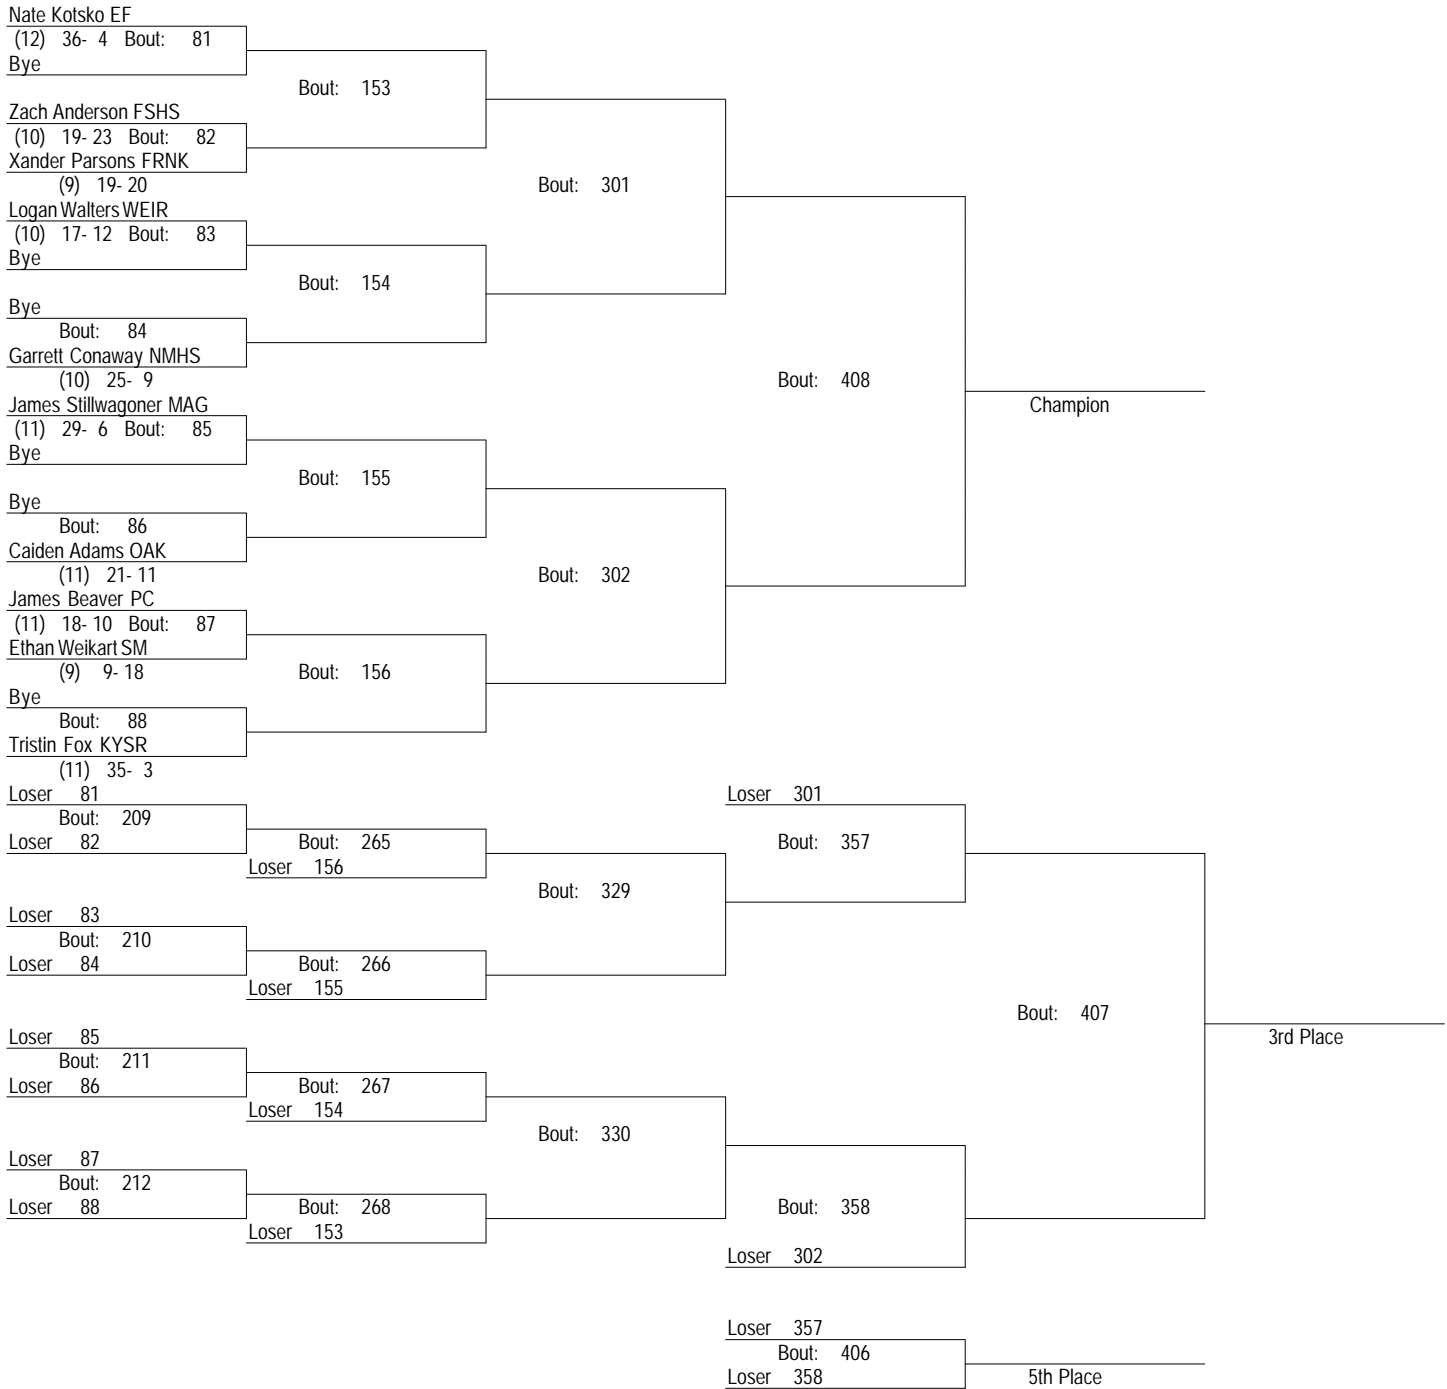 Nate Kotsko EF
(12) 36- 4 Bout: 81
Bye
Bout: 153
Zach Anderson FSHS
(10) 19- 23 Bout: 82
Xander Parsons FRNK
(9) 19- 20
Bout: 301
Logan Walters WEIR
(10) 17- 12 Bout: 83
Bye
Bout: 154
Bye
Bout: 84
Garrett Conaway NMHS
(10) 25- 9
Bout: 408
James Stillwagoner MAG
Champion
(11) 29- 6 Bout: 85
Bye
Bout: 155
Bye
Bout: 86
Caiden Adams OAK
(11) 21- 11
Bout: 302
James Beaver PC
(11) 18- 10 Bout: 87
Ethan Weikart SM
(9) 9- 18
Bout: 156
Bye
Bout: 88
Tristin Fox KYSR
(11) 35- 3
Loser 81
Loser 301
Bout: 209
Loser 82
Bout: 265
Bout: 357
Loser 156
Bout: 329
Loser 83
Bout: 210
Loser 84
Bout: 266
Loser 155
Bout: 407
Loser 85
3rd Place
Bout: 211
Loser 86
Bout: 267
Loser 154
Bout: 330
Loser 87
Bout: 212
Loser 88
Bout: 268
Bout: 358
Loser 153
Loser 302
Loser 357
Bout: 406
Loser 358
5th Place